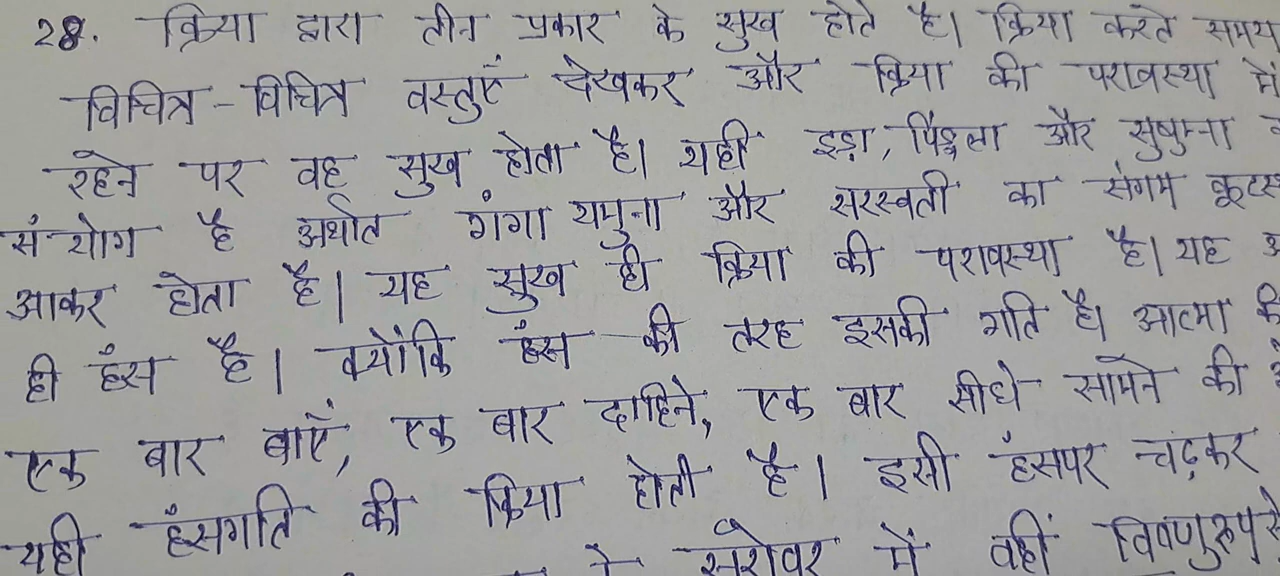 28. क्रिया द्वारा तीन प्रकार के सुख होते है। क्रिया करते समय
विचित्र-विचित्र वस्तुएँ देखकर और क्रिया की परावस्था में
रहने पर वह सुख होता है। यही इड़ा, पिङ्गला और सुषुम्ना
संयोग है अर्थात गंगा यमुना और सरस्वती का संगम कूटस्
आकर होता है। यह सुख ही क्रिया की परावस्था है। यह
ही हंस है। क्योंकि हंस की तरह इसकी गति है। आत्मा
एक बार बाएँ, एक बार दाहिने, एक बार सीधे सामने की
यही हंसगति की क्रिया होती है। इसी हंसपर चढ़कर
सरोवर में वहीं विष्णुरुप से